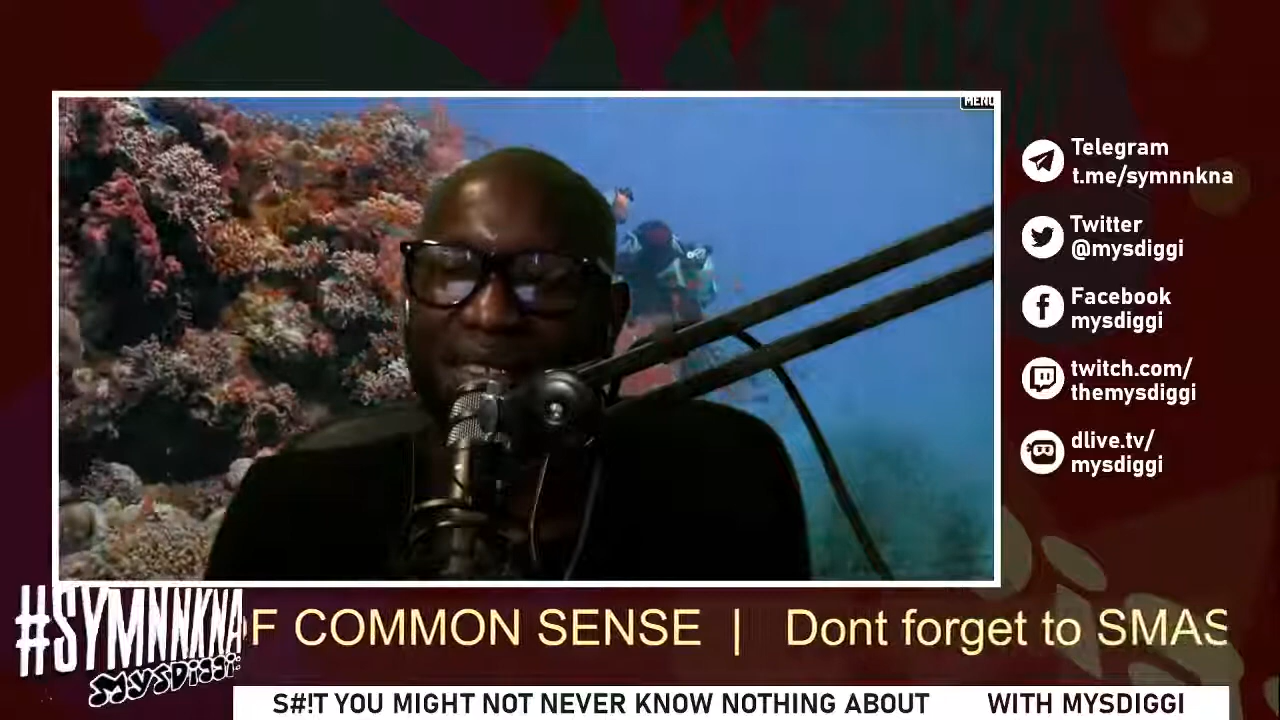 MENU
Telegram
t.me/symnnkna
Twitter
@mysdiggi
Facebook
mysdiggi
twitch.com/
themysdiggi
dlive.tv/
mysdiggi
#SYMNNKNA
MYSDIGGI
F COMMON SENSE | Dont forget to SMAS
S#!T YOU MIGHT NOT NEVER KNOW NOTHING ABOUT WITH MYSDIGGI